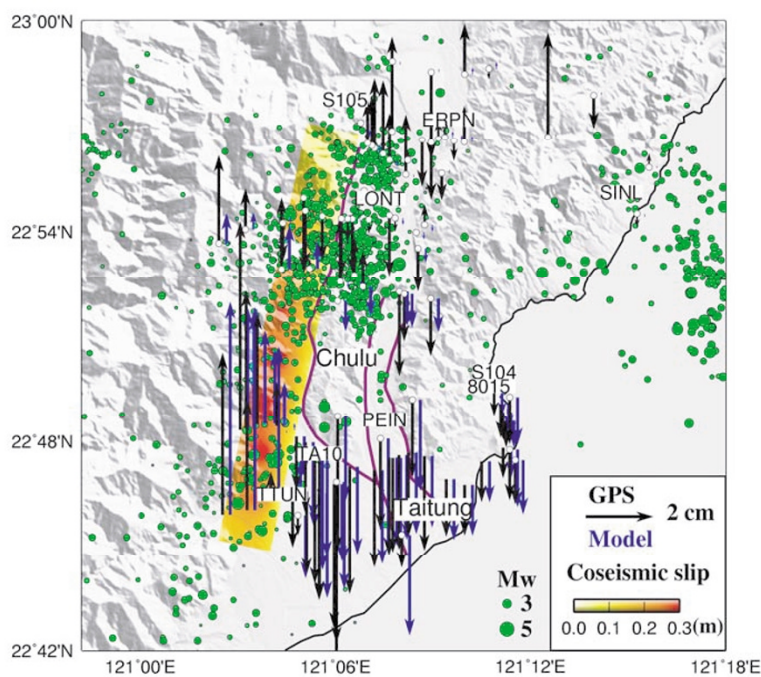 23°00'N
22°54'N
22°48'N
22°42'N
121°00'E
121°06'E
121°12'E
121°18'E
S105
ERPN
LONT
SINL
Chulu
S104
8015
PEIN
TA10
TTUN
Taitung
GPS
2 cm
Model
Coseismic slip
0.0 0.1 0.2 0.3(m)
Mw
3
5